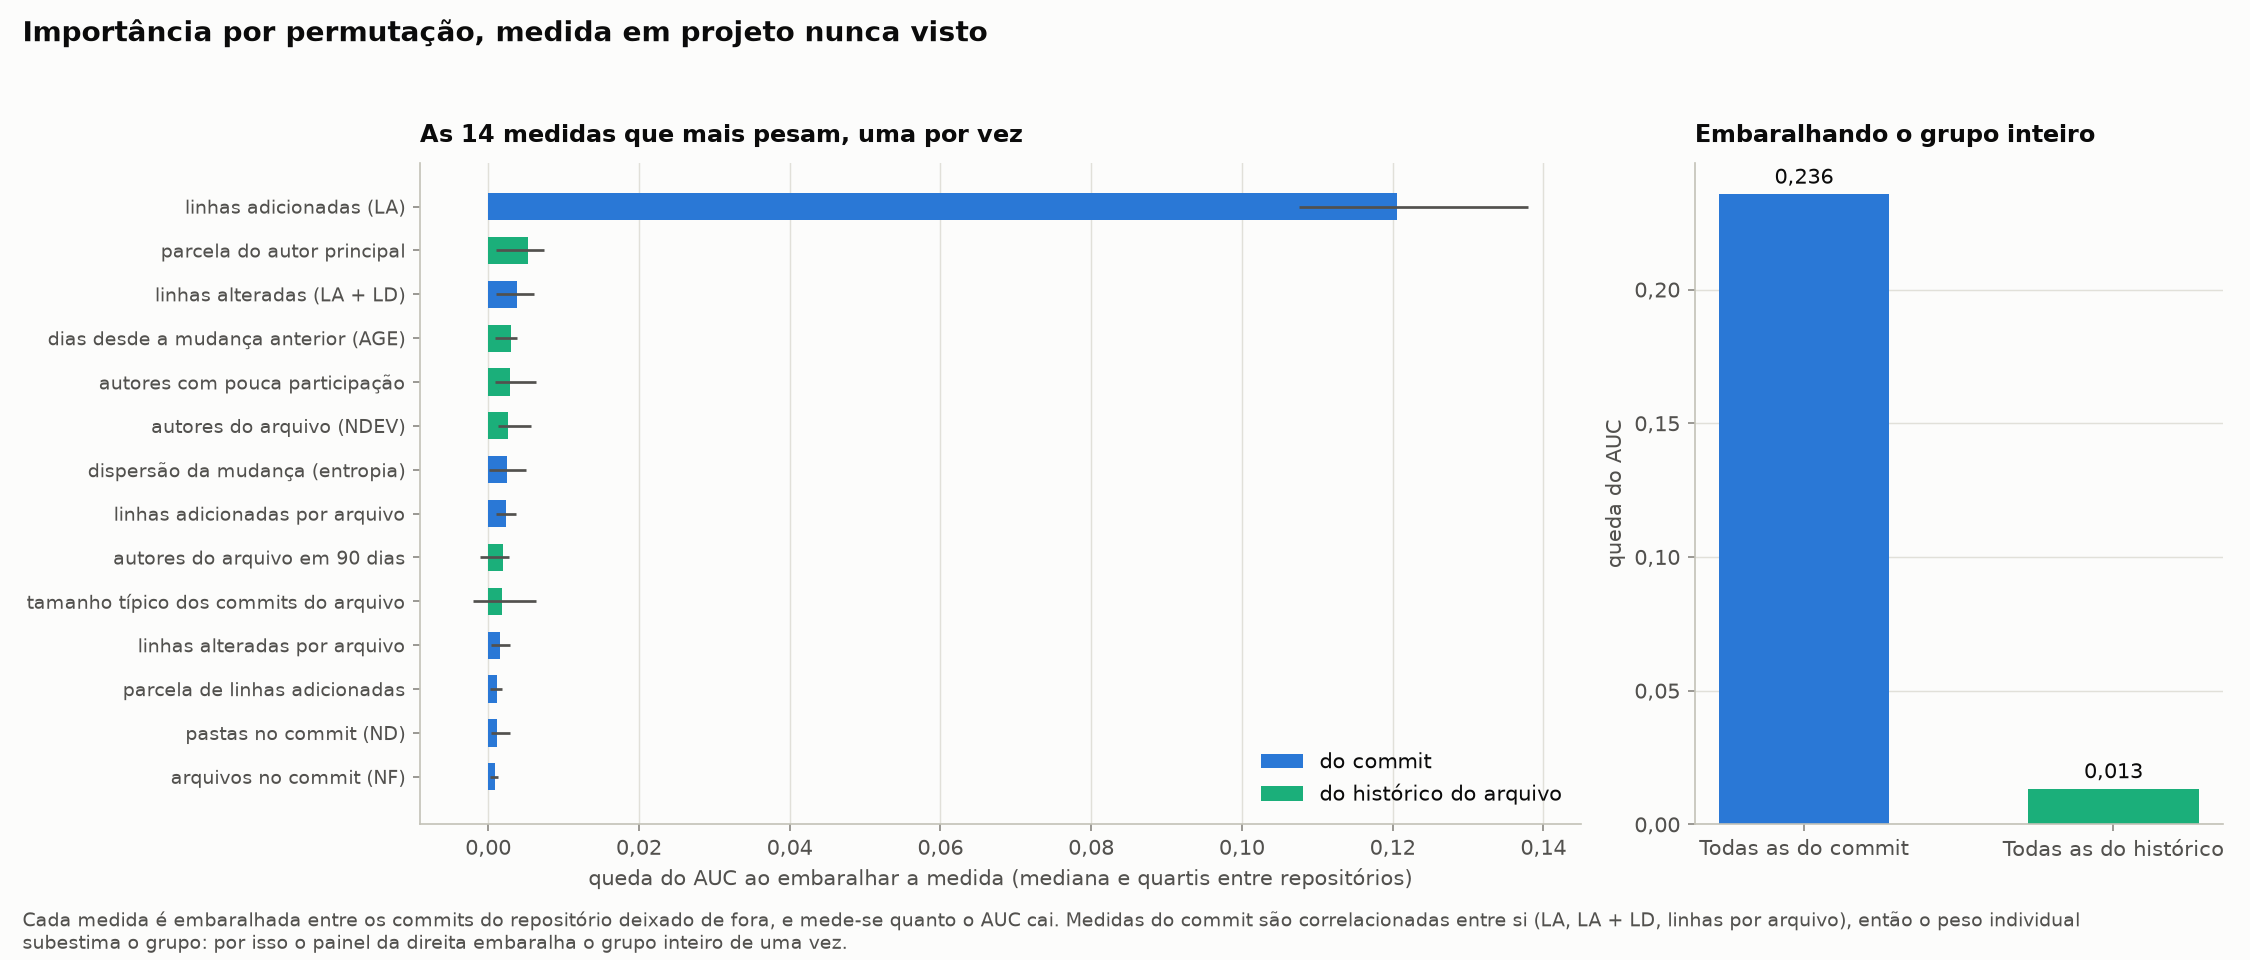 Importância por permutação, medida em projeto nunca visto
As 14 medidas que mais pesam, uma por vez
linhas adicionadas (LA)
parcela do autor principal
linhas alteradas (LA + LD)
dias desde a mudança anterior (AGE)
autores com pouca participação
autores do arquivo (NDEV)
dispersão da mudança (entropia)
linhas adicionadas por arquivo
autores do arquivo em 90 dias
tamanho típico dos commits do arquivo
linhas alteradas por arquivo
parcela de linhas adicionadas
pastas no commit (ND)
arquivos no commit (NF)
do commit
do histórico do arquivo
0,00 0,02 0,04 0,06 0,08 0,10 0,12 0,14
queda do AUC ao embaralhar a medida (mediana e quartis entre repositórios)
Embaralhando o grupo inteiro
0,236
0,013
0,20
0,15
0,10
0,05
0,00
queda do AUC
Todas as do commit Todas as do histórico
Cada medida é embaralhada entre os commits do repositório deixado de fora, e mede-se quanto o AUC cai. Medidas do commit são correlacionadas entre si (LA, LA + LD, linhas por arquivo), então o peso individual
subestima o grupo: por isso o painel da direita embaralha o grupo inteiro de uma vez.